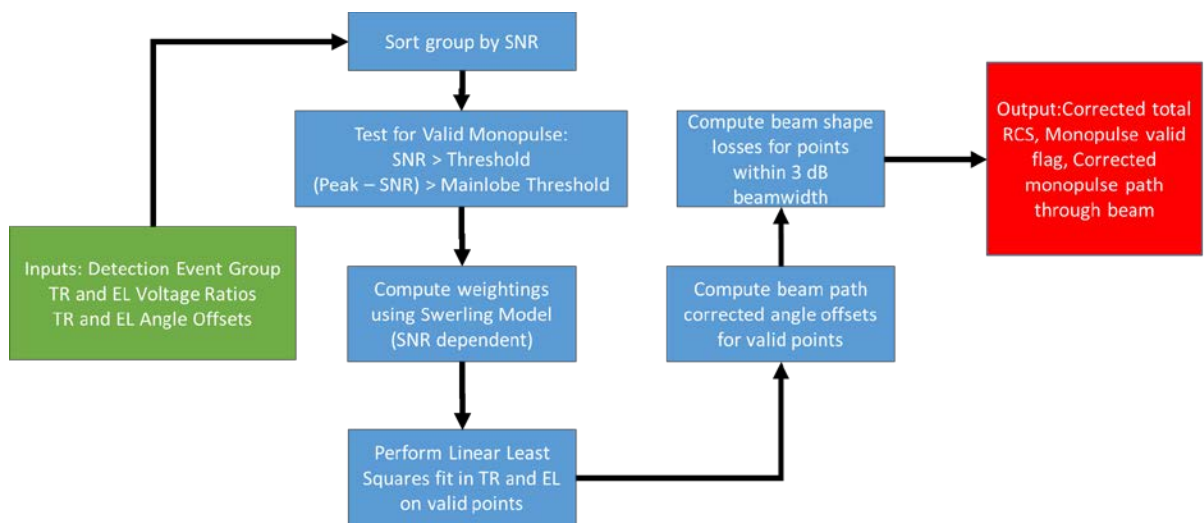 Inputs: Detection Event Group
TR and EL Voltage Ratios
TR and EL Angle Offsets
Sort group by SNR
Test for Valid Monopulse:
SNR > Threshold
(Peak – SNR) > Mainlobe Threshold
Compute weightings
using Swerling Model
(SNR dependent)
Perform Linear Least
Squares fit in TR and EL
on valid points
Compute beam path
corrected angle offsets
for valid points
Compute beam shape
losses for points
within 3 dB
beamwidth
Output:Corrected total
RCS, Monopulse valid
flag, Corrected
monopulse path
through beam